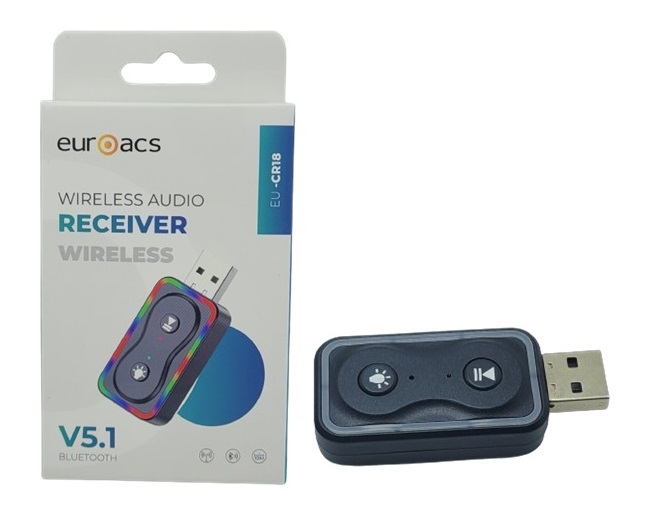 euroacs
EU -CR18
WIRELESS AUDIO
RECEIVER
WIRELESS
V5.1
BLUETOOTH